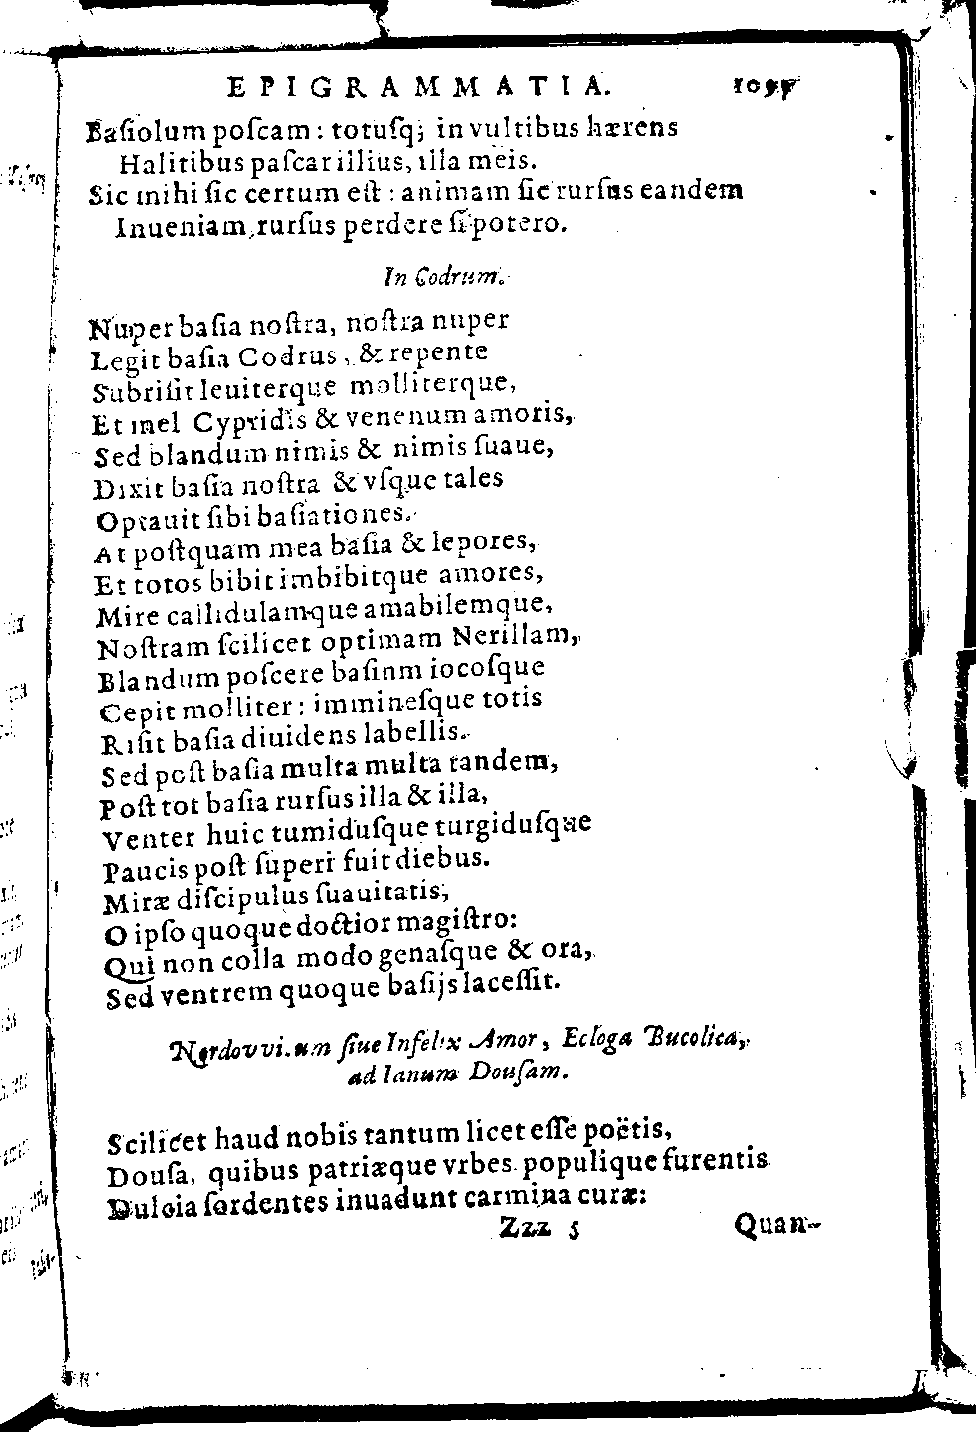 EPIGRAMMATIA.
Baſiolum poſcam : totuſq; in vultibus hærens
Halitibus paſcar illius, illa meis.
Sic mihi ſic certum eſt : animam ſic rurſus eandem
Inueniam, rurſus perdere ſi potero.
In Codrum.
Nuper baſia noſtra, noſtra nuper
Legit baſia Codrus, & repente
Subriſit leuiterque molliterque,
Et mel Cypridis & venenum amoris,
Sed blandum nimis & nimis ſuaue,
Dixit baſia noſtra & vſque tales
Optauit ſibi baſiationes.
At poſtquam mea baſia & lepores,
Et totos bibit imbibitque amores,
Mire callidulamque amabilemque,
Noſtram ſcilicet optimam Nerillam,
Blandum poſcere baſinm iocoſque
Cepit molliter : immineſque totis
Riſit baſia diuidens labellis.
Sed poſt baſia multa multa tandem,
Poſt tot baſia rurſus illa & illa,
Venter huic tumiduſque turgiduſque
Paucis poſt ſuperi fuit diebus.
Miræ diſcipulus ſuauitatis,
O ipſo quoque doctior magiſtro:
Qui non colla modo genaſque & ora,
Sed ventrem quoque baſijs laceſſit.
ſiue Infelix Amor, Ecloga Bucolica,
ad Ianum Douſam.
Scilicet haud nobis tantum licet eſſe poëtis,
Douſa, quibus patriæque vrbes populique furentis
Dulcia ſordentes inuadunt carmina curæ:
Zzz 5 Quan-